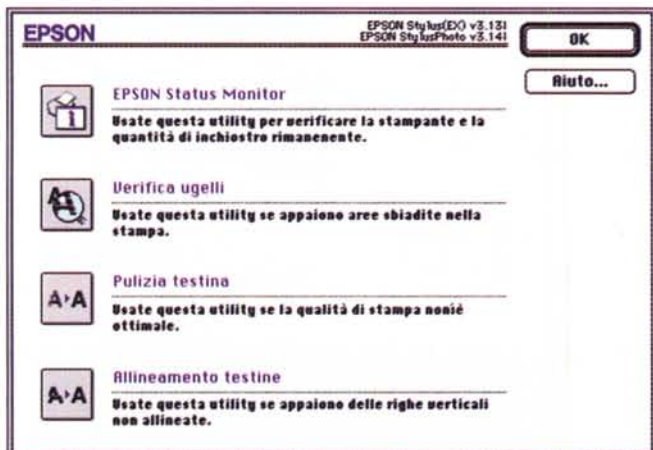 EPSON
EPSON Stylus(EX) v3.13I
EPSON StylusPhoto v3.14I
OK
Aiuto...
EPSON Status Monitor
Usate questa utility per verificare la stampante e la
quantità di inchiostro rimanenente.
Verifica ugelli
Usate questa utility se appaiono aree sbiadite nella
stampa.
Pulizia testina
Usate questa utility se la qualità di stampa nonié
ottimale.
Allineamento testine
Usate questa utility se appaiono delle righe verticali
non allineate.